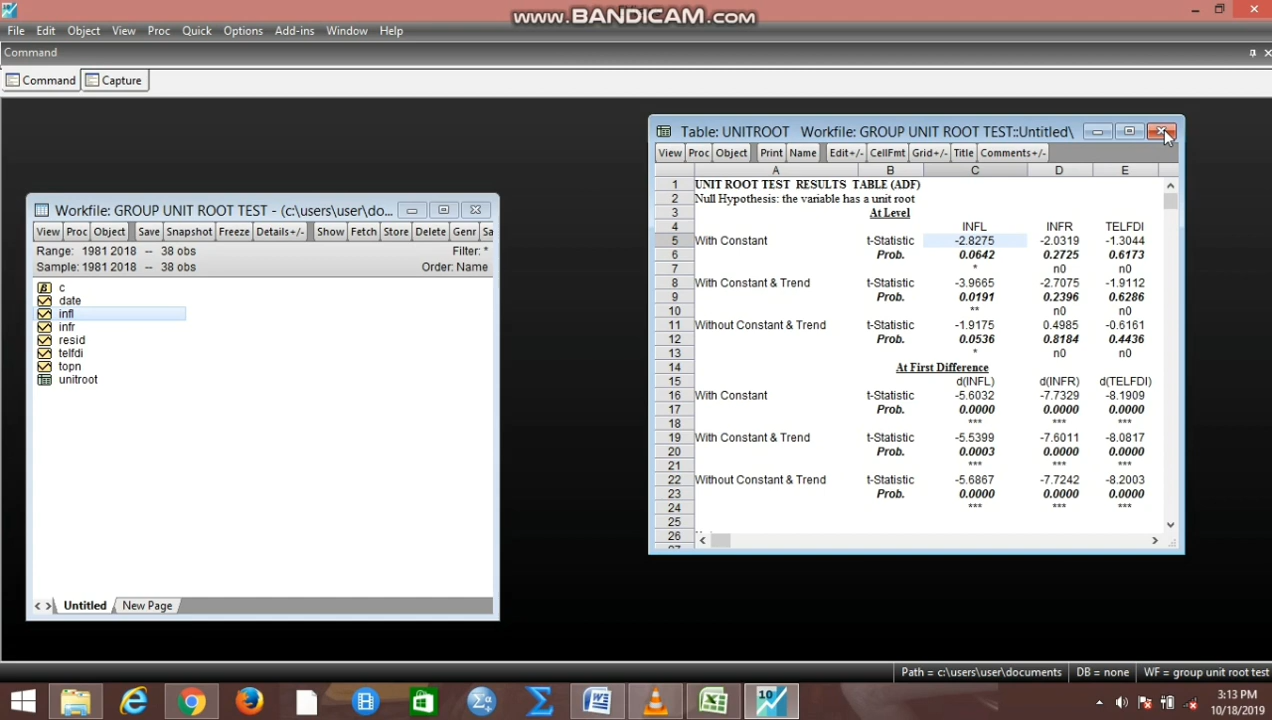 www.BANDICAM.com
File Edit Object View Proc Quick Options Add-ins Window Help
Command
Command Capture
Table: UNITROOT Workfile: GROUP UNIT ROOT TEST::Untitled\
View Proc Object Print Name Edit+/- CellFmt Grid+/- Title Comments+/-
A B C D E
1 UNIT ROOT TEST RESULTS TABLE (ADF)
2 Null Hypothesis: the variable has a unit root
3 At Level
4 INFL INFR TELFDI
5 With Constant t-Statistic -2.8275 -2.0319 -1.3044
6 Prob. 0.0642 0.2725 0.6173
7 * n0 n0
8 With Constant & Trend t-Statistic -3.9665 -2.7075 -1.9112
9 Prob. 0.0191 0.2396 0.6286
10 ** n0 n0
11 Without Constant & Trend t-Statistic -1.9175 0.4985 -0.6161
12 Prob. 0.0536 0.8184 0.4436
13 * n0 n0
14 At First Difference
15 d(INFL) d(INFR) d(TELFDI)
16 With Constant t-Statistic -5.6032 -7.7329 -8.1909
17 Prob. 0.0000 0.0000 0.0000
18 *** *** ***
19 With Constant & Trend t-Statistic -5.5399 -7.6011 -8.0817
20 Prob. 0.0003 0.0000 0.0000
21 *** *** ***
22 Without Constant & Trend t-Statistic -5.6867 -7.7242 -8.2003
23 Prob. 0.0000 0.0000 0.0000
24 *** *** ***
25
26
Workfile: GROUP UNIT ROOT TEST - (c:\users\user\do...
View Proc Object Save Snapshot Freeze Details+/- Show Fetch Store Delete Genr Sa
Range: 1981 2018 -- 38 obs Filter: *
Sample: 1981 2018 -- 38 obs Order: Name
c
date
infl
infr
resid
telfdi
topn
unitroot
Untitled New Page
Path = c:\users\user\documents DB = none WF = group unit root test
10
3:13 PM
10/18/2019